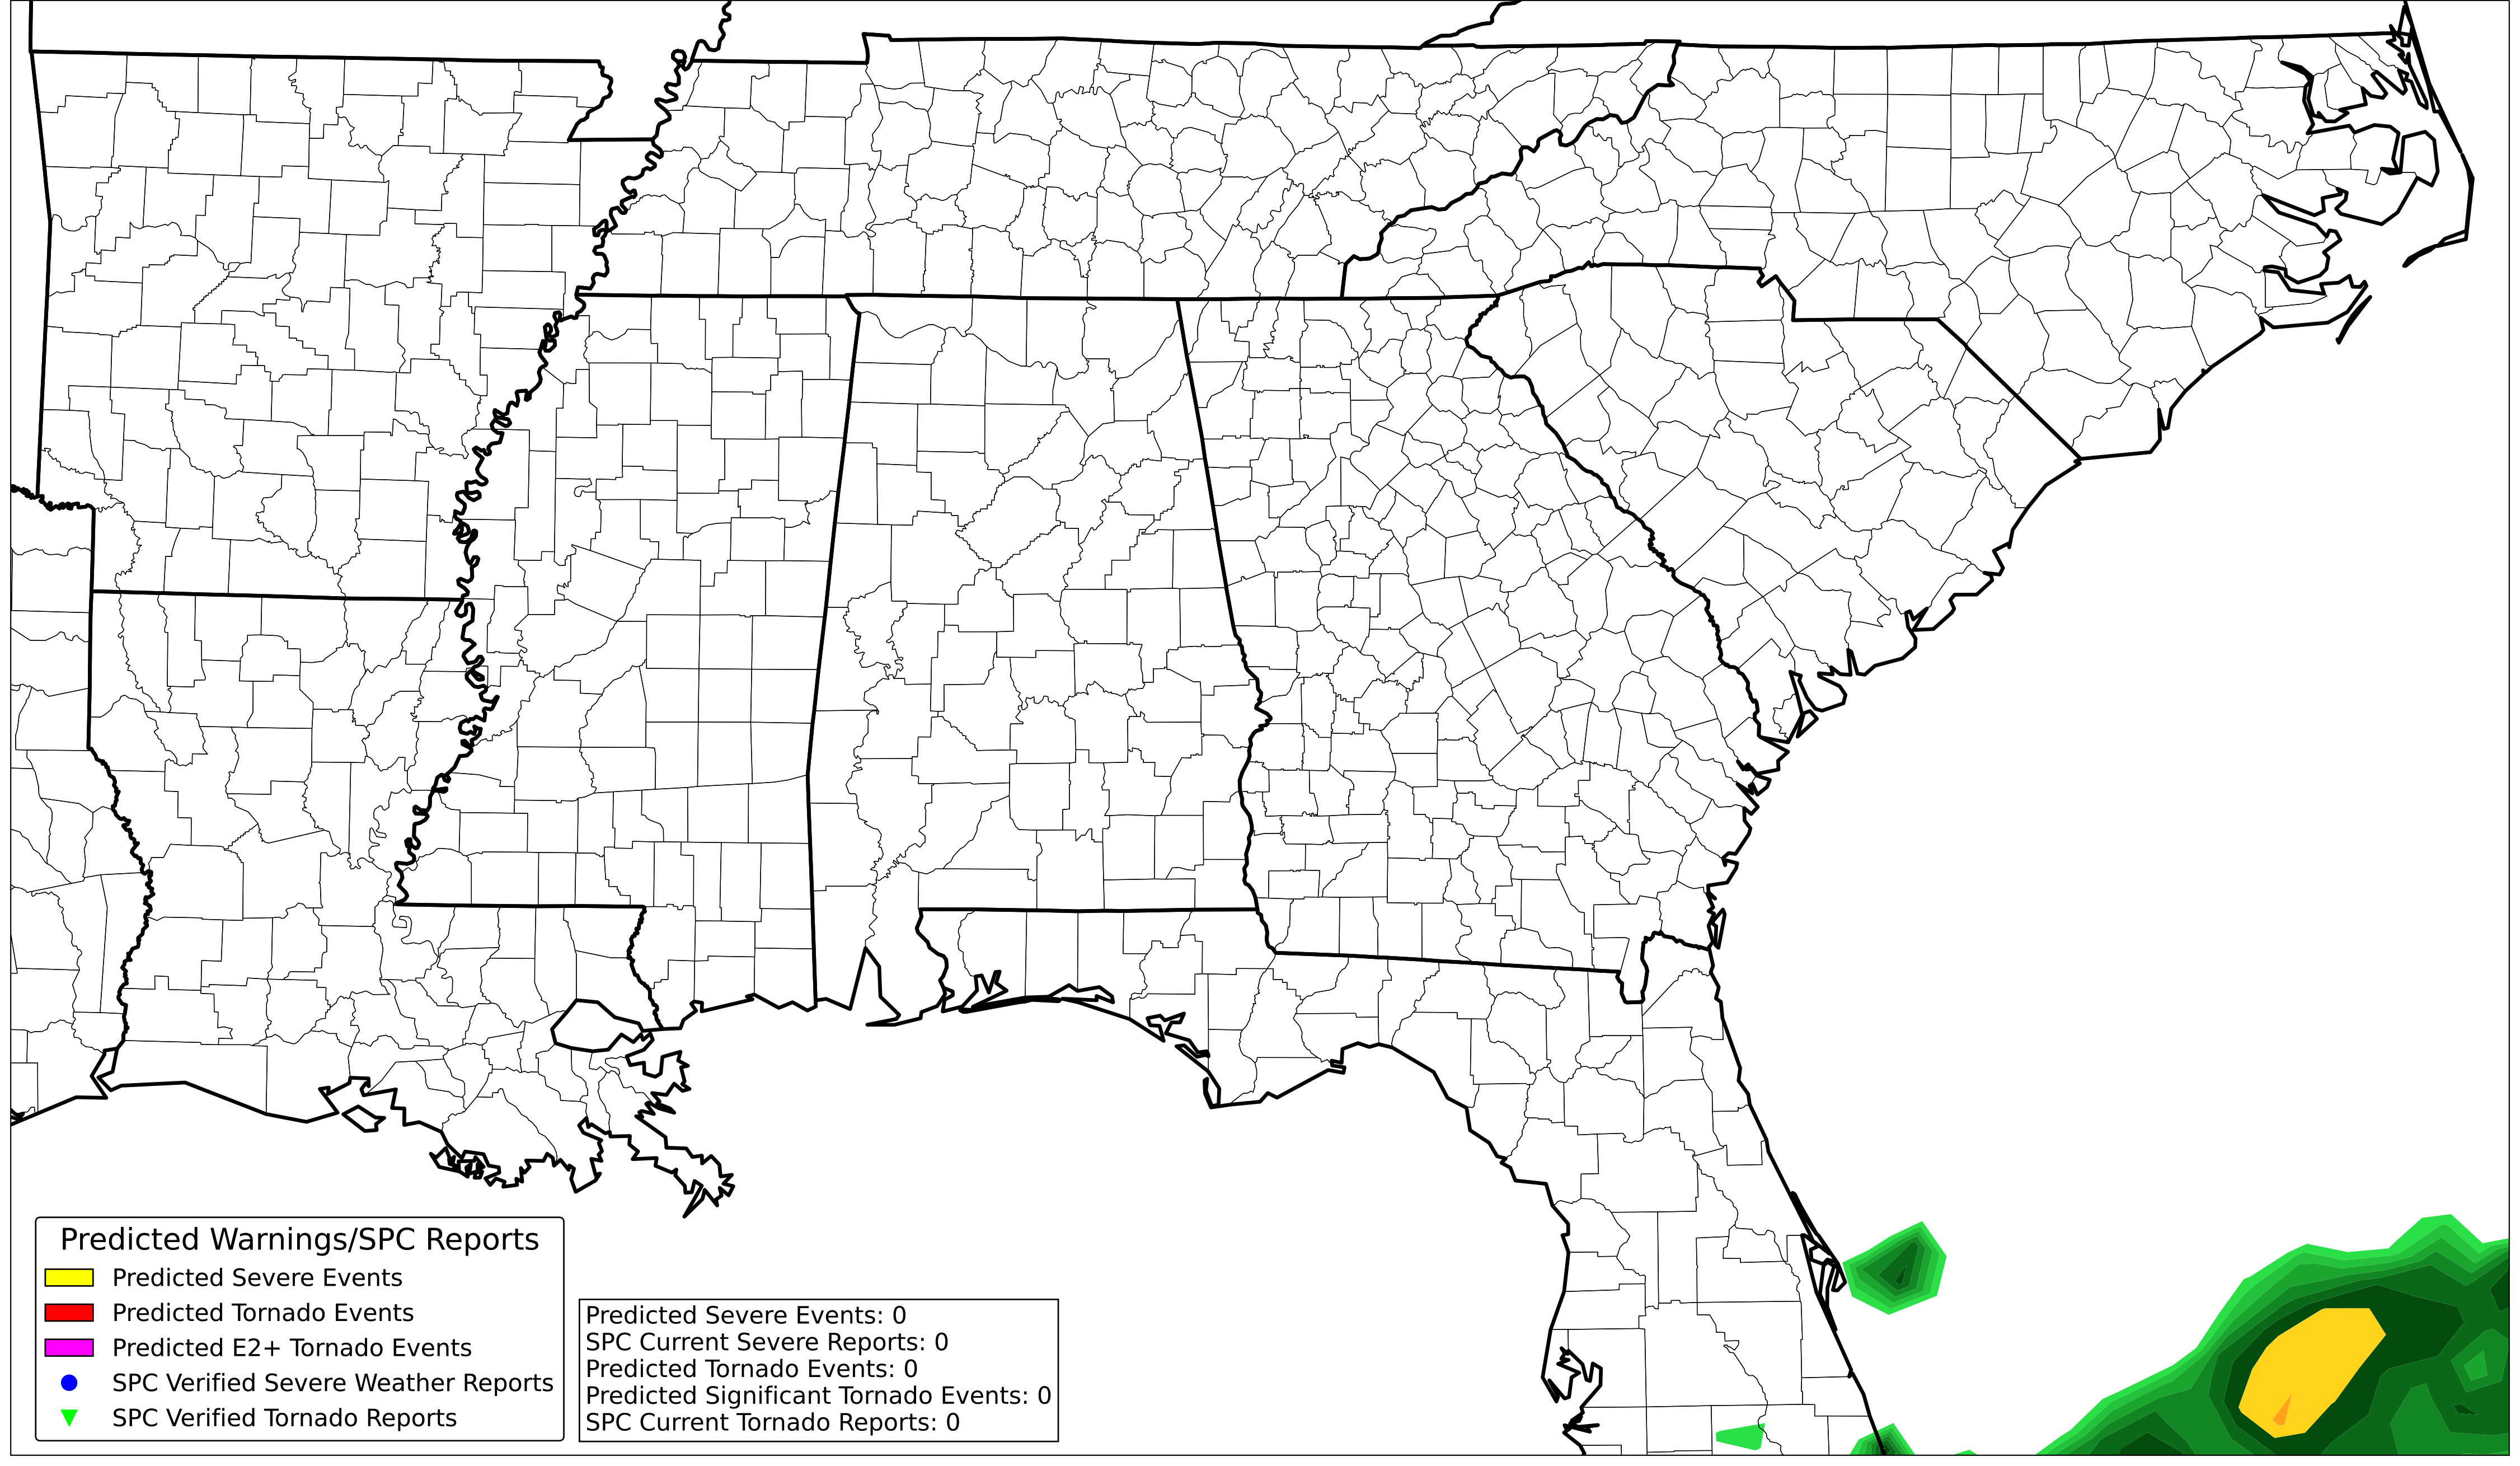 Predicted Warnings/SPC Reports
Predicted Severe Events
Predicted Tornado Events
Predicted E2+ Tornado Events
SPC Verified Severe Weather Reports
SPC Verified Tornado Reports
Predicted Severe Events: 0
SPC Current Severe Reports: 0
Predicted Tornado Events: 0
Predicted Significant Tornado Events: 0
SPC Current Tornado Reports: 0